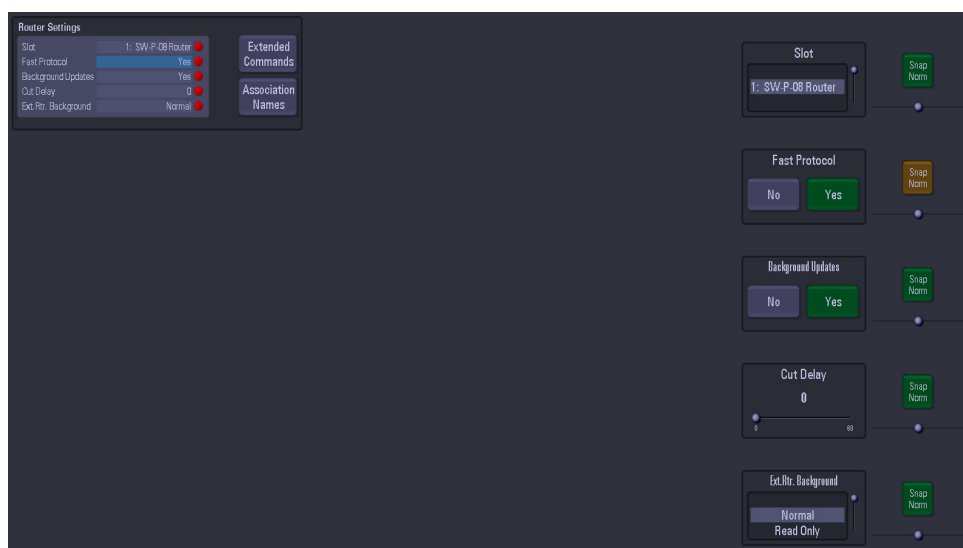 Router Settings
Slot 1: SW-P-08 Router
Fast Protocol Yes
Background Updates Yes
Cut Delay 0
Ext.Rtr. Background Normal
Extended
Commands
Association
Names
Slot
1: SW-P-08 Router
Snap
Norm
Fast Protocol
No Yes
Snap
Norm
Background Updates
No Yes
Snap
Norm
Cut Delay
0
0 60
Snap
Norm
Ext.Rtr. Background
Normal
Read Only
Snap
Norm